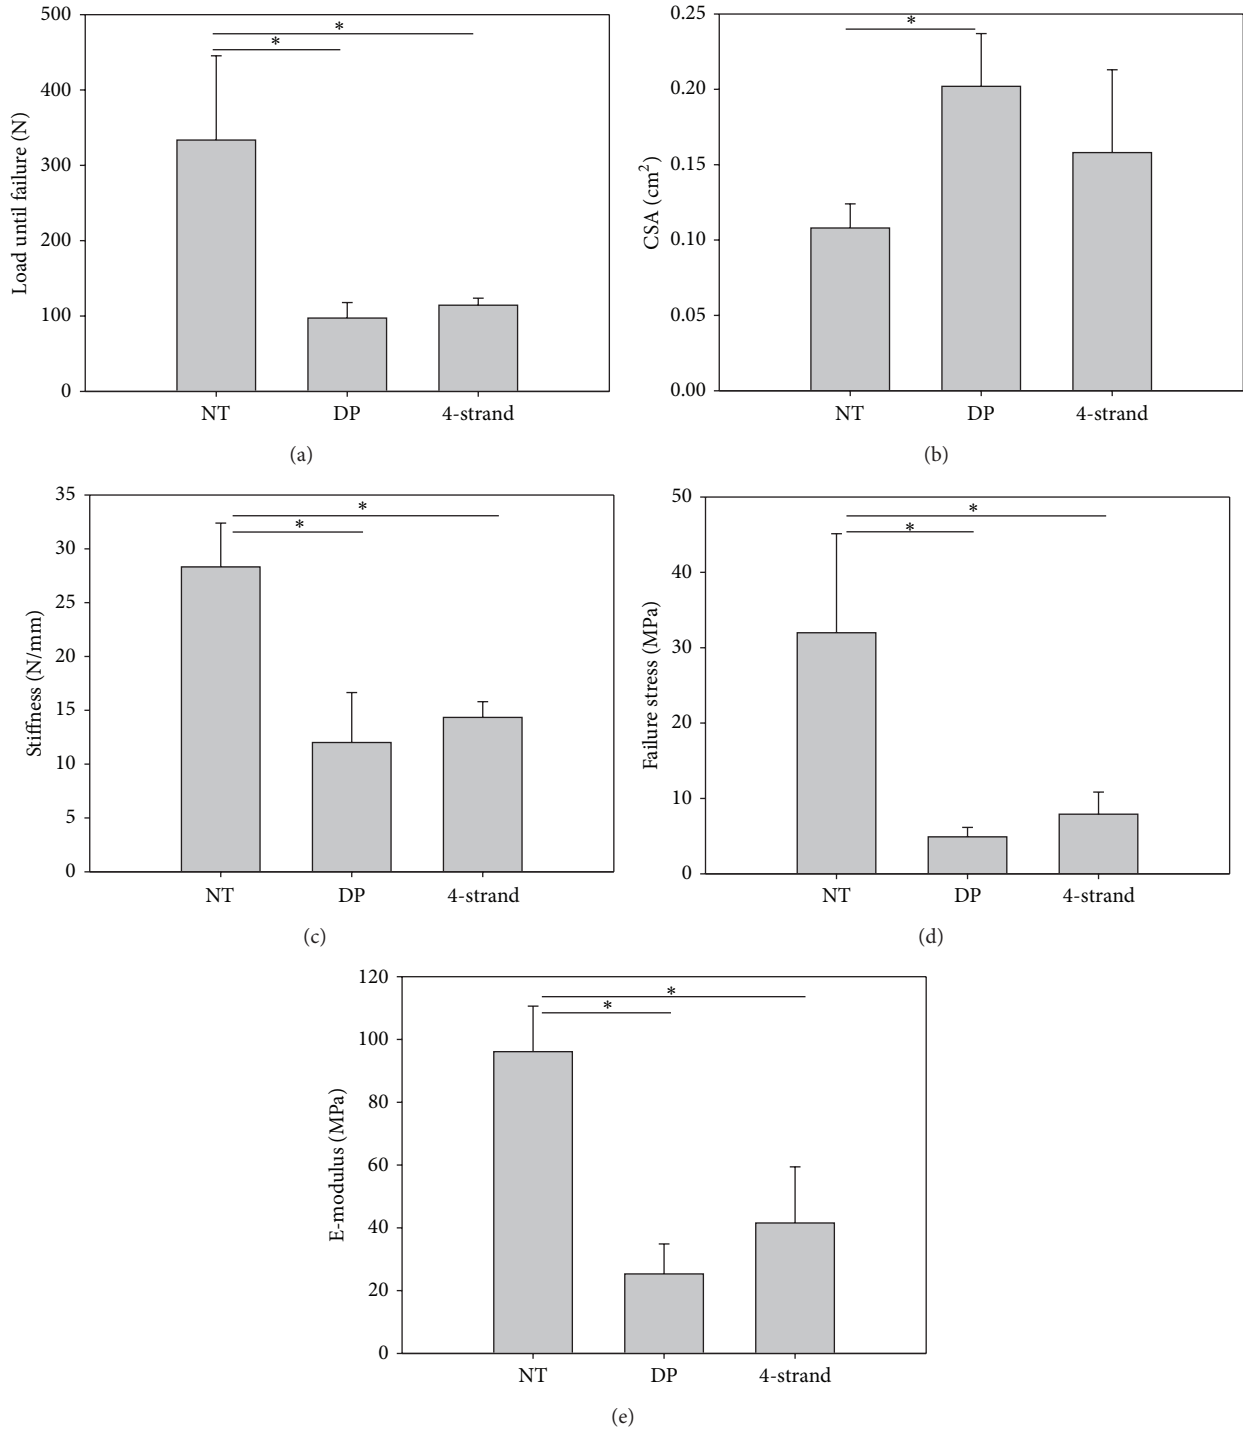 500
400
300
200
100
0
Load until failure (N)
*
*
NT DP 4-strand
(a)
0.25
0.20
0.15
0.10
0.05
0.00
CSA (cm²)
*
NT DP 4-strand
(b)
35
30
25
20
15
10
5
0
Stiffness (N/mm)
*
*
NT DP 4-strand
(c)
50
40
30
20
10
0
Failure stress (MPa)
*
*
NT DP 4-strand
(d)
120
100
80
60
40
20
0
E-modulus (MPa)
*
*
NT DP 4-strand
(e)